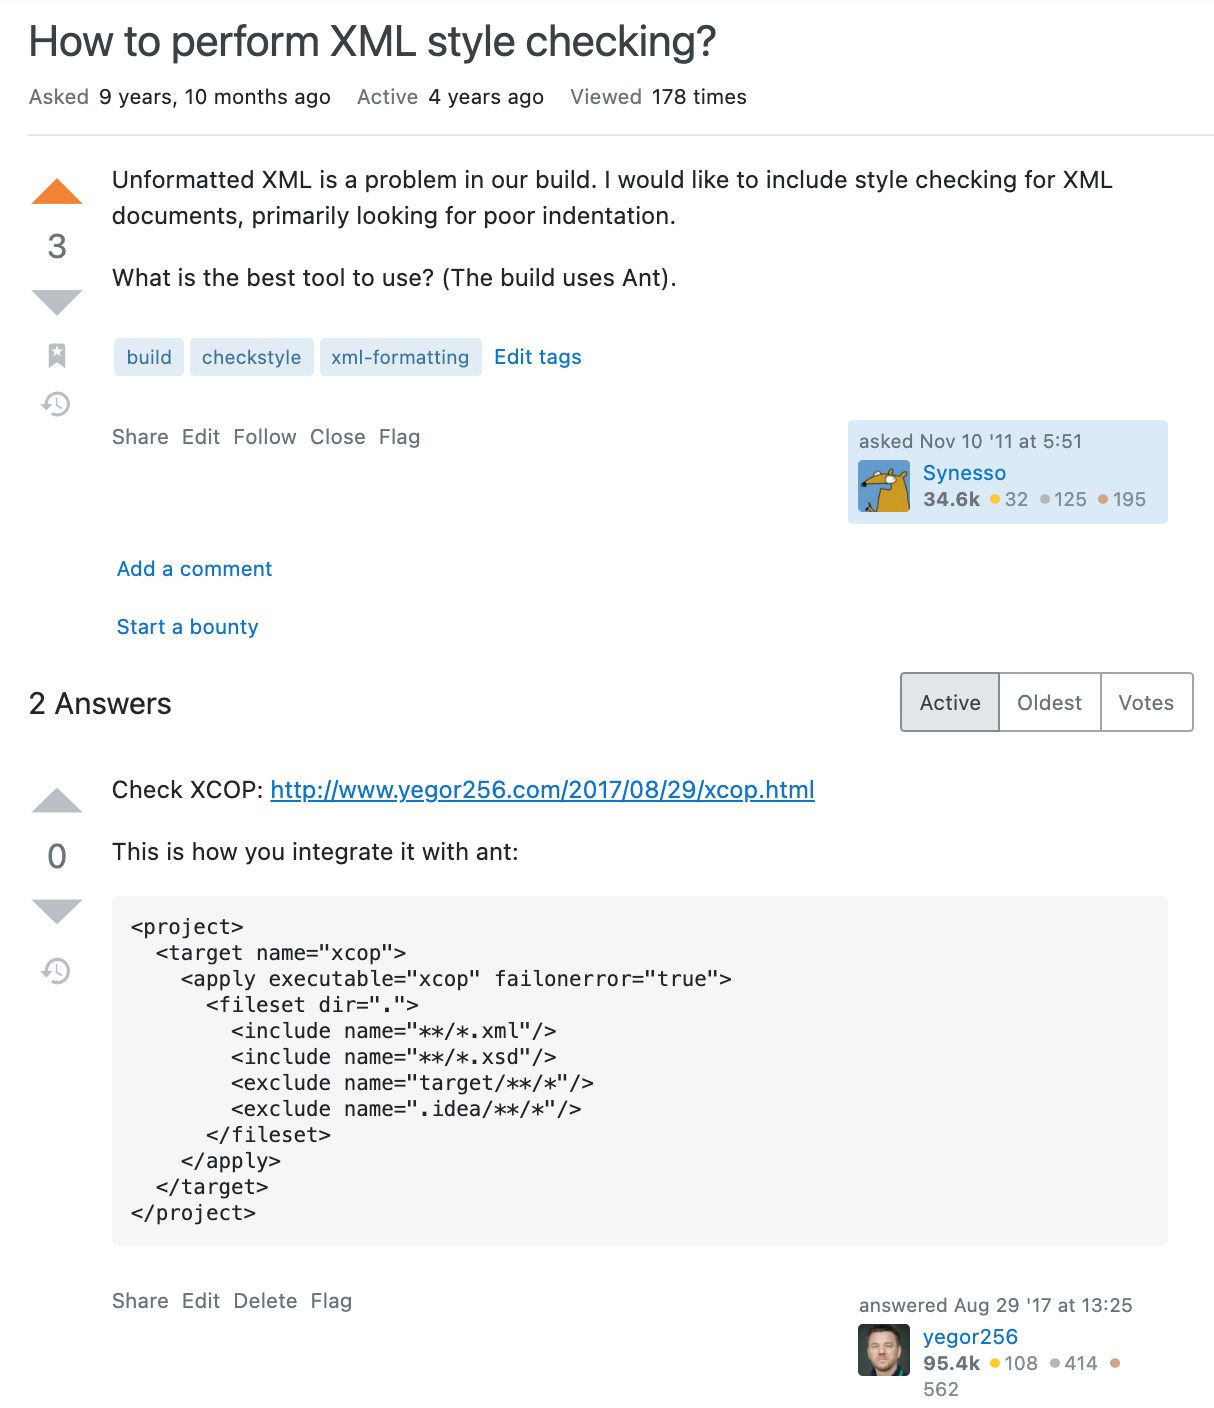 How to perform XML style checking?
Asked 9 years, 10 months ago Active 4 years ago Viewed 178 times
Unformatted XML is a problem in our build. I would like to include style checking for XML
documents, primarily looking for poor indentation.
3
What is the best tool to use? (The build uses Ant).
build checkstyle xml-formatting Edit tags
Share Edit Follow Close Flag
asked Nov 10 '11 at 5:51
Synesso
34.6k 32 125 195
Add a comment
Start a bounty
2 Answers
Active Oldest Votes
Check XCOP: http://www.yegor256.com/2017/08/29/xcop.html
0
This is how you integrate it with ant:
<project>
  <target name="xcop">
    <apply executable="xcop" failonerror="true">
      <fileset dir=".">
        <include name="**/*.xml"/>
        <include name="**/*.xsd"/>
        <exclude name="target/**/*"/>
        <exclude name=".idea/**/*"/>
      </fileset>
    </apply>
  </target>
</project>
Share Edit Delete Flag
answered Aug 29 '17 at 13:25
yegor256
95.4k 108 414
562